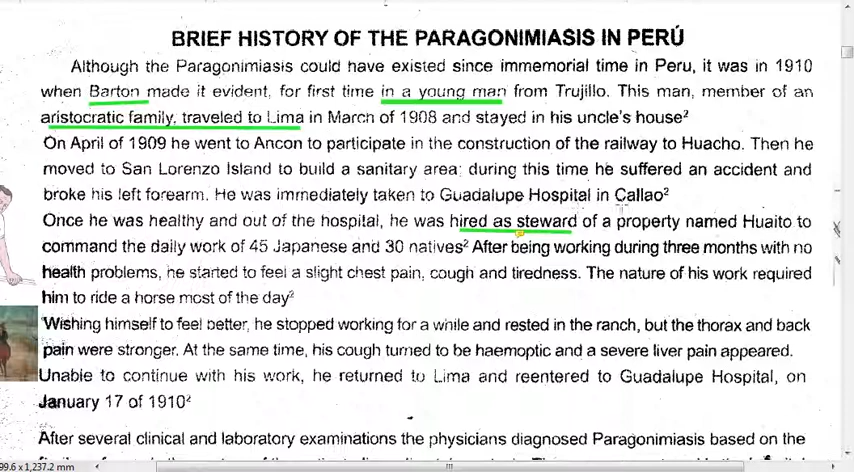 BRIEF HISTORY OF THE PARAGONIMIASIS IN PERÚ
Although the Paragonimiasis could have existed since immemorial time in Peru, it was in 1910
when Barton made it evident, for first time in a young man from Trujillo. This man, member of an
aristocratic family, traveled to Lima in March of 1908 and stayed in his uncle's house²
On April of 1909 he went to Ancon to participate in the construction of the railway to Huacho. Then he
moved to San Lorenzo Island to build a sanitary area; during this time he suffered an accident and
broke his left forearm. He was immediately taken to Guadalupe Hospital in Callao²
Once he was healthy and out of the hospital, he was hired as steward of a property named Huaito to
command the daily work of 45 Japanese and 30 natives² After being working during three months with no
health problems, he started to feel a slight chest pain, cough and tiredness. The nature of his work required
him to ride a horse most of the day²
Wishing himself to feel better, he stopped working for a while and rested in the ranch, but the thorax and back
pain were stronger. At the same time, his cough turned to be haemoptic and a severe liver pain appeared.
Unable to continue with his work, he returned to Lima and reentered to Guadalupe Hospital, on
January 17 of 1910²
After several clinical and laboratory examinations the physicians diagnosed Paragonimiasis based on the
99.6 x 1,237.2 mm